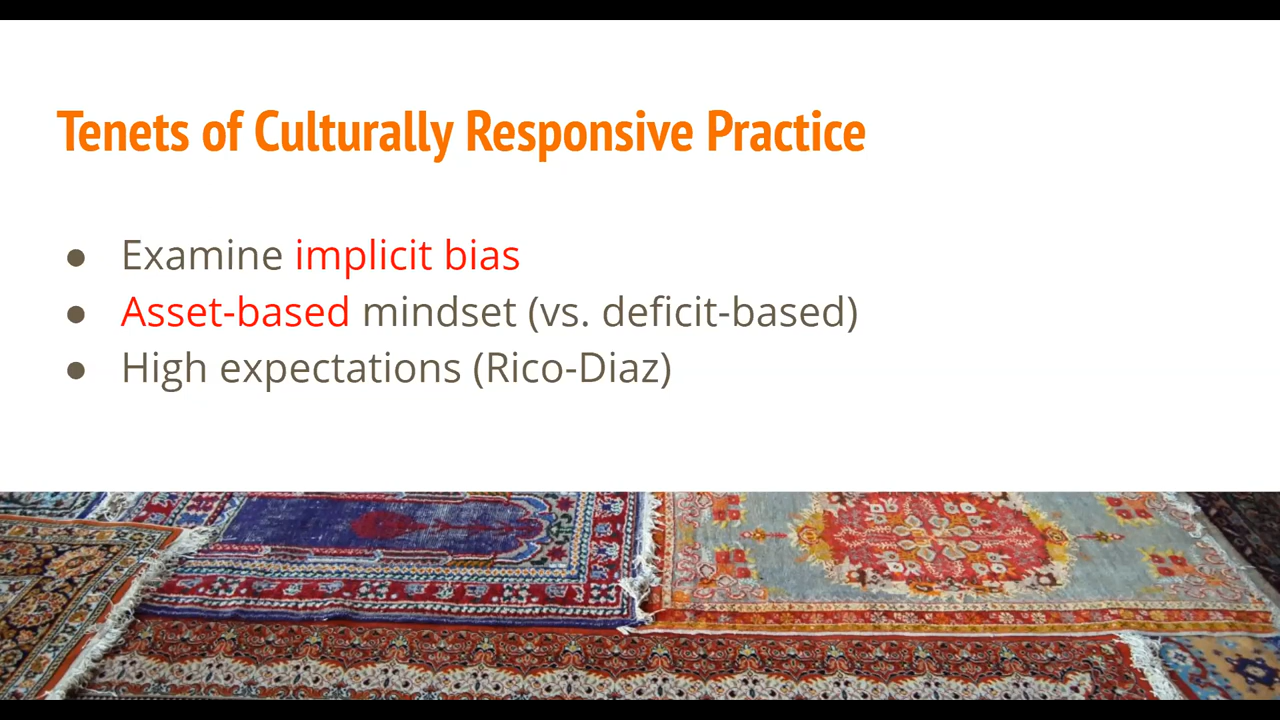 Tenets of Culturally Responsive Practice
● Examine implicit bias
● Asset-based mindset (vs. deficit-based)
● High expectations (Rico-Diaz)